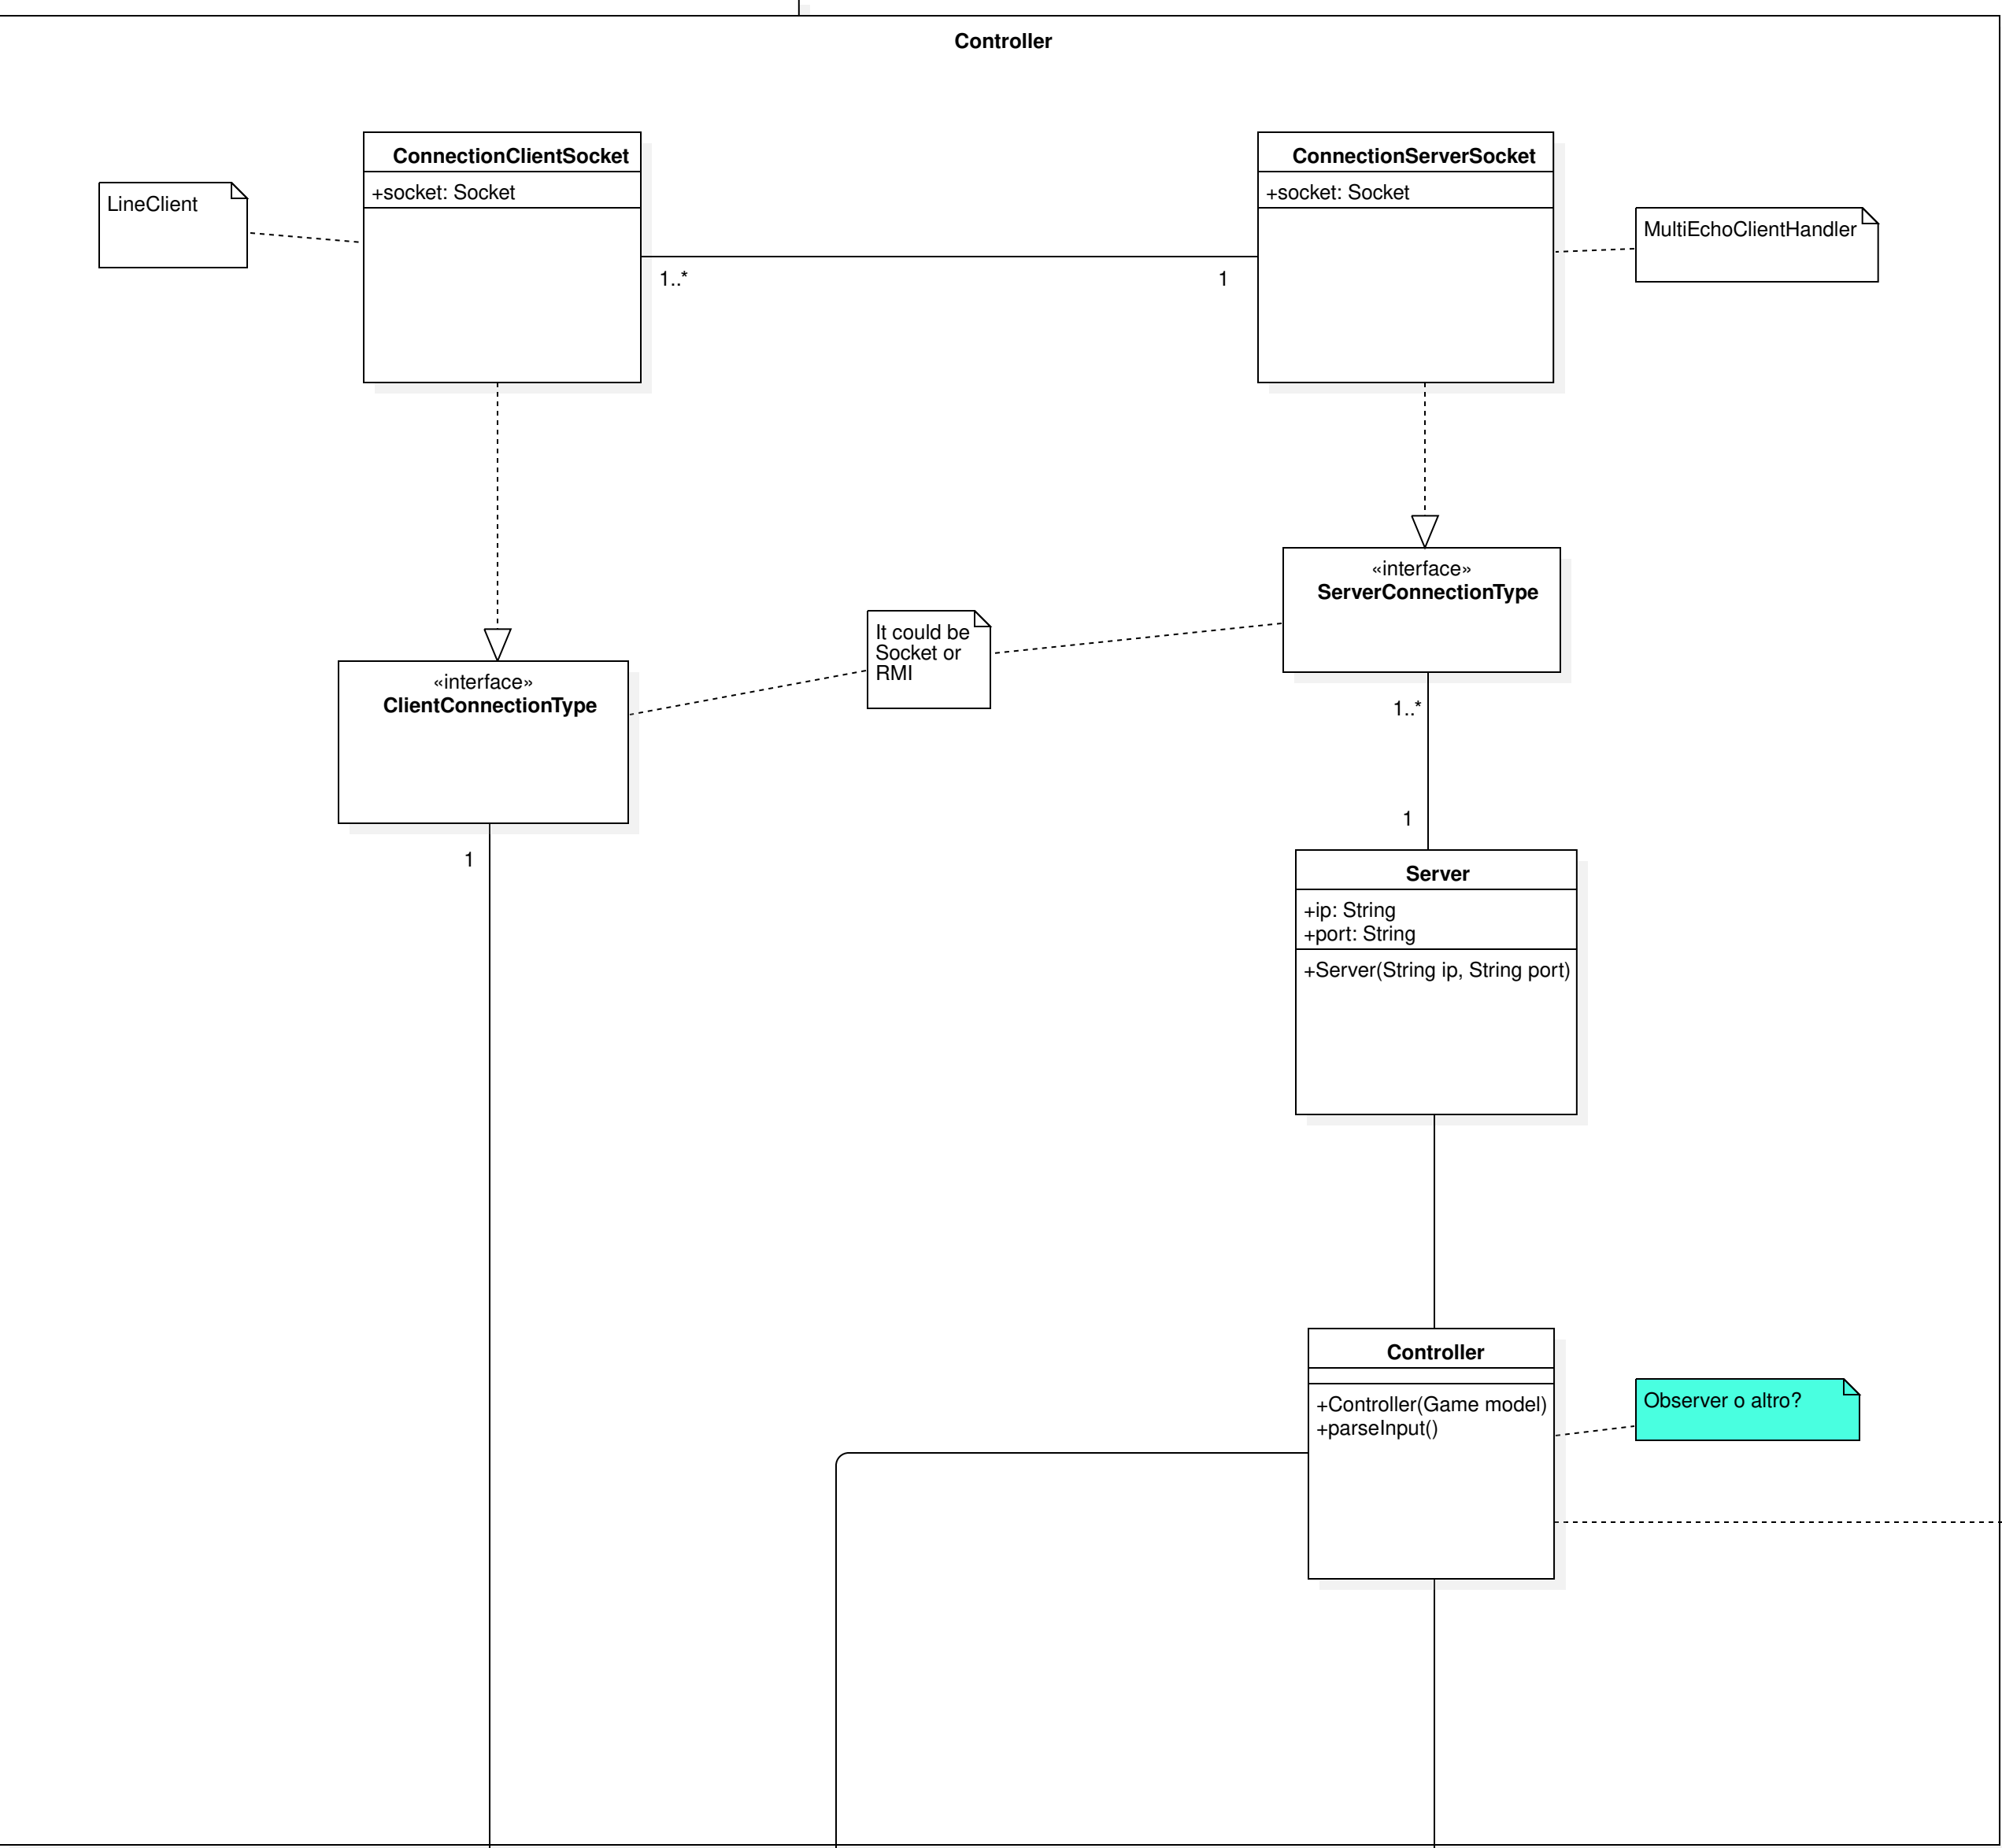 Controller
ConnectionClientSocket
+socket: Socket
LineClient
1..*
1
ConnectionServerSocket
+socket: Socket
MultiEchoClientHandler
«interface»
ServerConnectionType
It could be
Socket or
RMI
«interface»
ClientConnectionType
1..*
1
1
Server
+ip: String
+port: String
+Server(String ip, String port)
Controller
+Controller(Game model)
+parseInput()
Observer o altro?